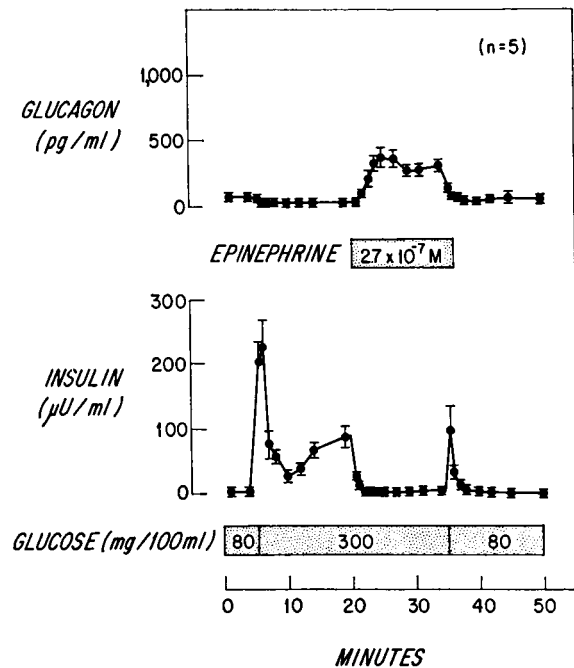 (n=5)
1,000
GLUCAGON
(pg/ml)
500
0
EPINEPHRINE 2.7 x 10⁻⁷ M
300
200
INSULIN
(μU/ml)
100
0
GLUCOSE (mg/100ml) 80 300 80
0 10 20 30 40 50
MINUTES